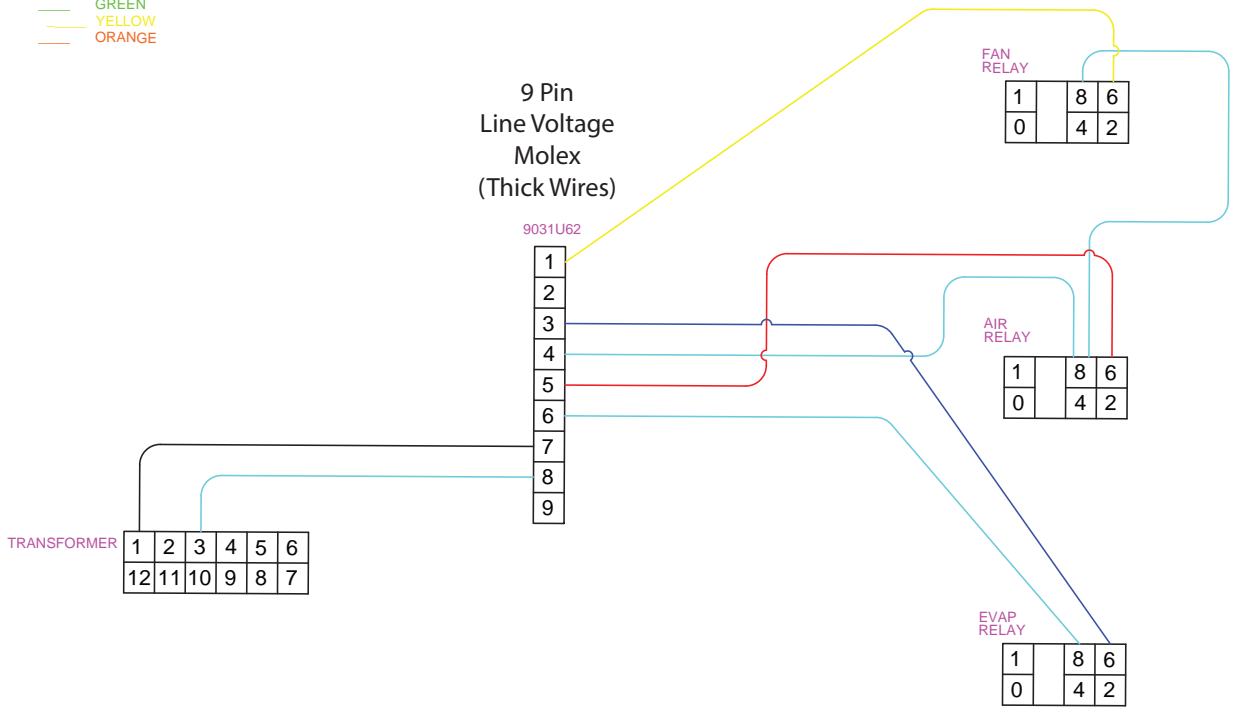 GREEN
YELLOW
ORANGE
9 Pin
Line Voltage
Molex
(Thick Wires)
9031U62
1
2
3
4
5
6
7
8
9
FAN
RELAY
1 8 6
0 4 2
AIR
RELAY
1 8 6
0 4 2
TRANSFORMER
1 2 3 4 5 6
12 11 10 9 8 7
EVAP
RELAY
1 8 6
0 4 2